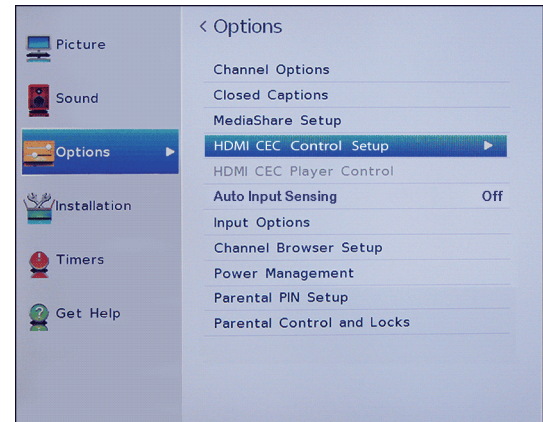 Picture
Sound
Options
Installation
Timers
Get Help
< Options
Channel Options
Closed Captions
MediaShare Setup
HDMI CEC Control Setup
HDMI CEC Player Control
Auto Input Sensing Off
Input Options
Channel Browser Setup
Power Management
Parental PIN Setup
Parental Control and Locks